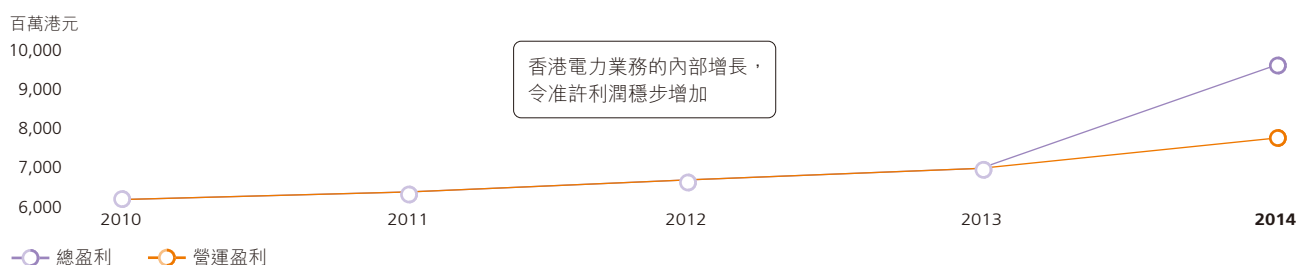 百萬港元
10,000
9,000
8,000
7,000
6,000
香港電力業務的內部增長，
令准許利潤穩步增加
2010 2011 2012 2013 2014
總盈利 營運盈利